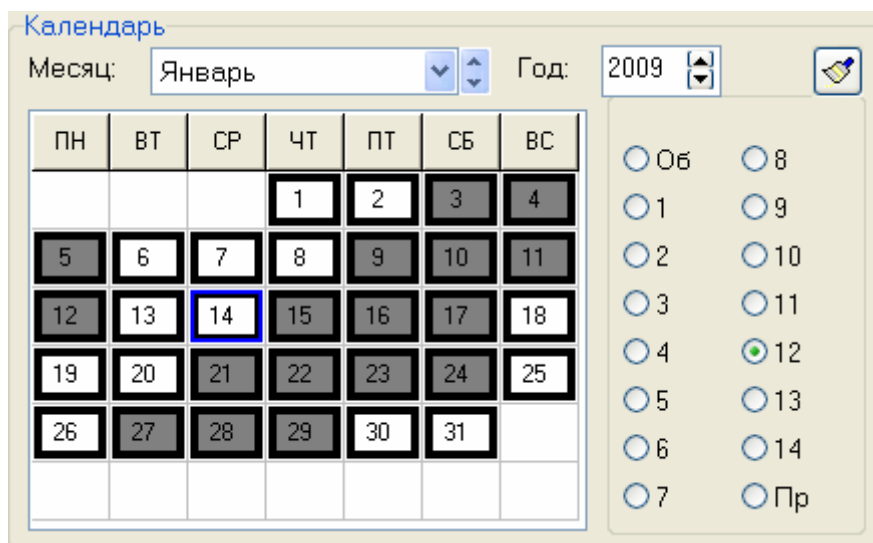 Календарь
Месяц: Январь Год: 2009
ПН ВТ СР ЧТ ПТ СБ ВС
1 2 3 4
5 6 7 8 9 10 11
12 13 14 15 16 17 18
19 20 21 22 23 24 25
26 27 28 29 30 31
Об 8
1 9
2 10
3 11
4 12
5 13
6 14
7 Пр